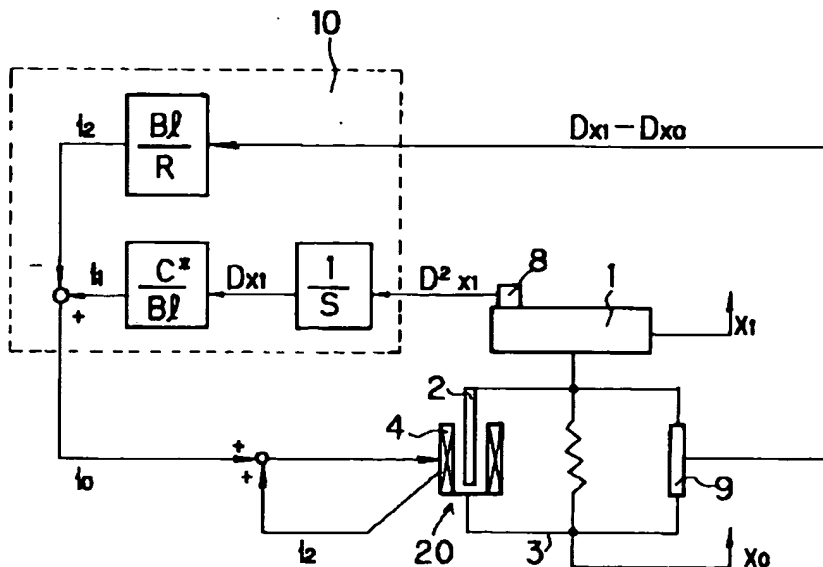 10
i2
Bl
R
Dx1 − Dx0
−
i1
+
C*
Bl
Dx1
1
S
D² x1
8
1
x1
2
4
+
+
i0
i2
20
3
9
x0